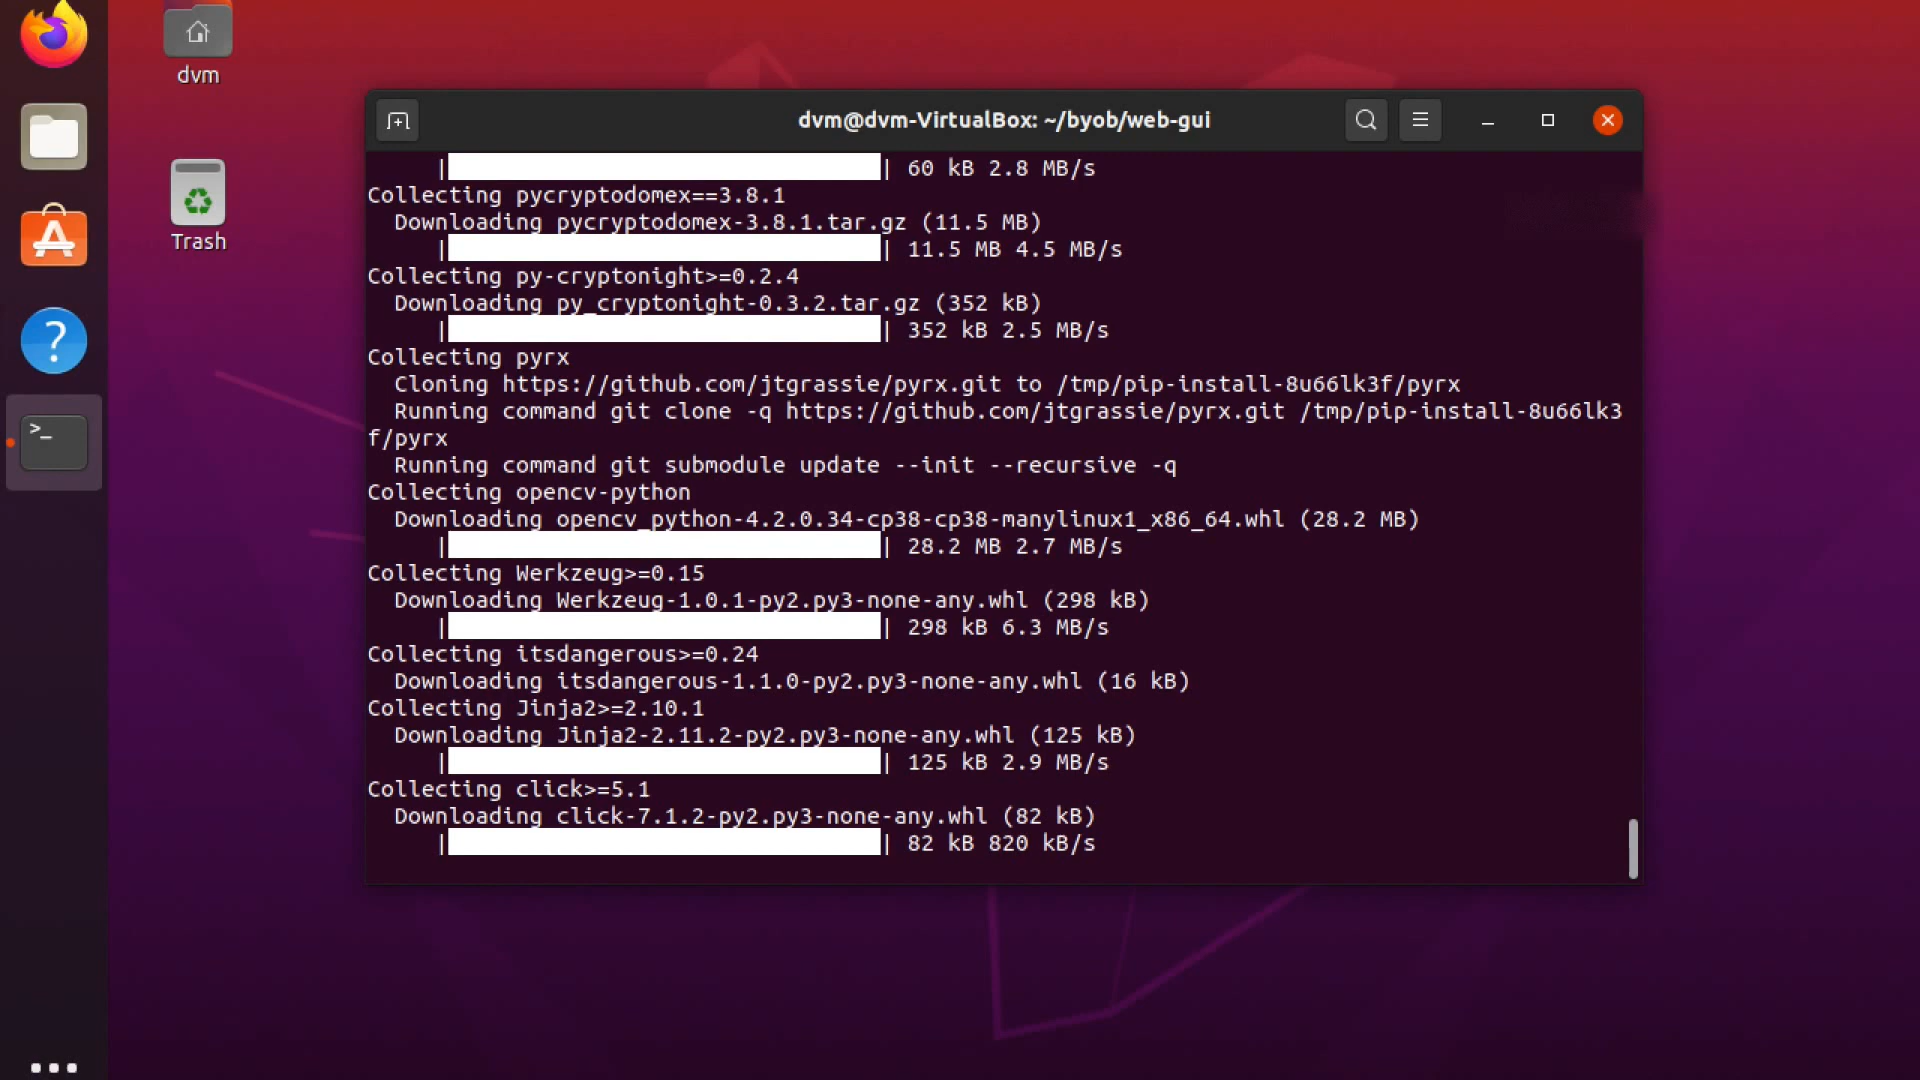 dvm
Trash
dvm@dvm-VirtualBox: ~/byob/web-gui
| | 60 kB 2.8 MB/s
Collecting pycryptodomex==3.8.1
Downloading pycryptodomex-3.8.1.tar.gz (11.5 MB)
| | 11.5 MB 4.5 MB/s
Collecting py-cryptonight>=0.2.4
Downloading py_cryptonight-0.3.2.tar.gz (352 kB)
| | 352 kB 2.5 MB/s
Collecting pyrx
Cloning https://github.com/jtgrassie/pyrx.git to /tmp/pip-install-8u66lk3f/pyrx
Running command git clone -q https://github.com/jtgrassie/pyrx.git /tmp/pip-install-8u66lk3
f/pyrx
Running command git submodule update --init --recursive -q
Collecting opencv-python
Downloading opencv_python-4.2.0.34-cp38-cp38-manylinux1_x86_64.whl (28.2 MB)
| | 28.2 MB 2.7 MB/s
Collecting Werkzeug>=0.15
Downloading Werkzeug-1.0.1-py2.py3-none-any.whl (298 kB)
| | 298 kB 6.3 MB/s
Collecting itsdangerous>=0.24
Downloading itsdangerous-1.1.0-py2.py3-none-any.whl (16 kB)
Collecting Jinja2>=2.10.1
Downloading Jinja2-2.11.2-py2.py3-none-any.whl (125 kB)
| | 125 kB 2.9 MB/s
Collecting click>=5.1
Downloading click-7.1.2-py2.py3-none-any.whl (82 kB)
| | 82 kB 820 kB/s